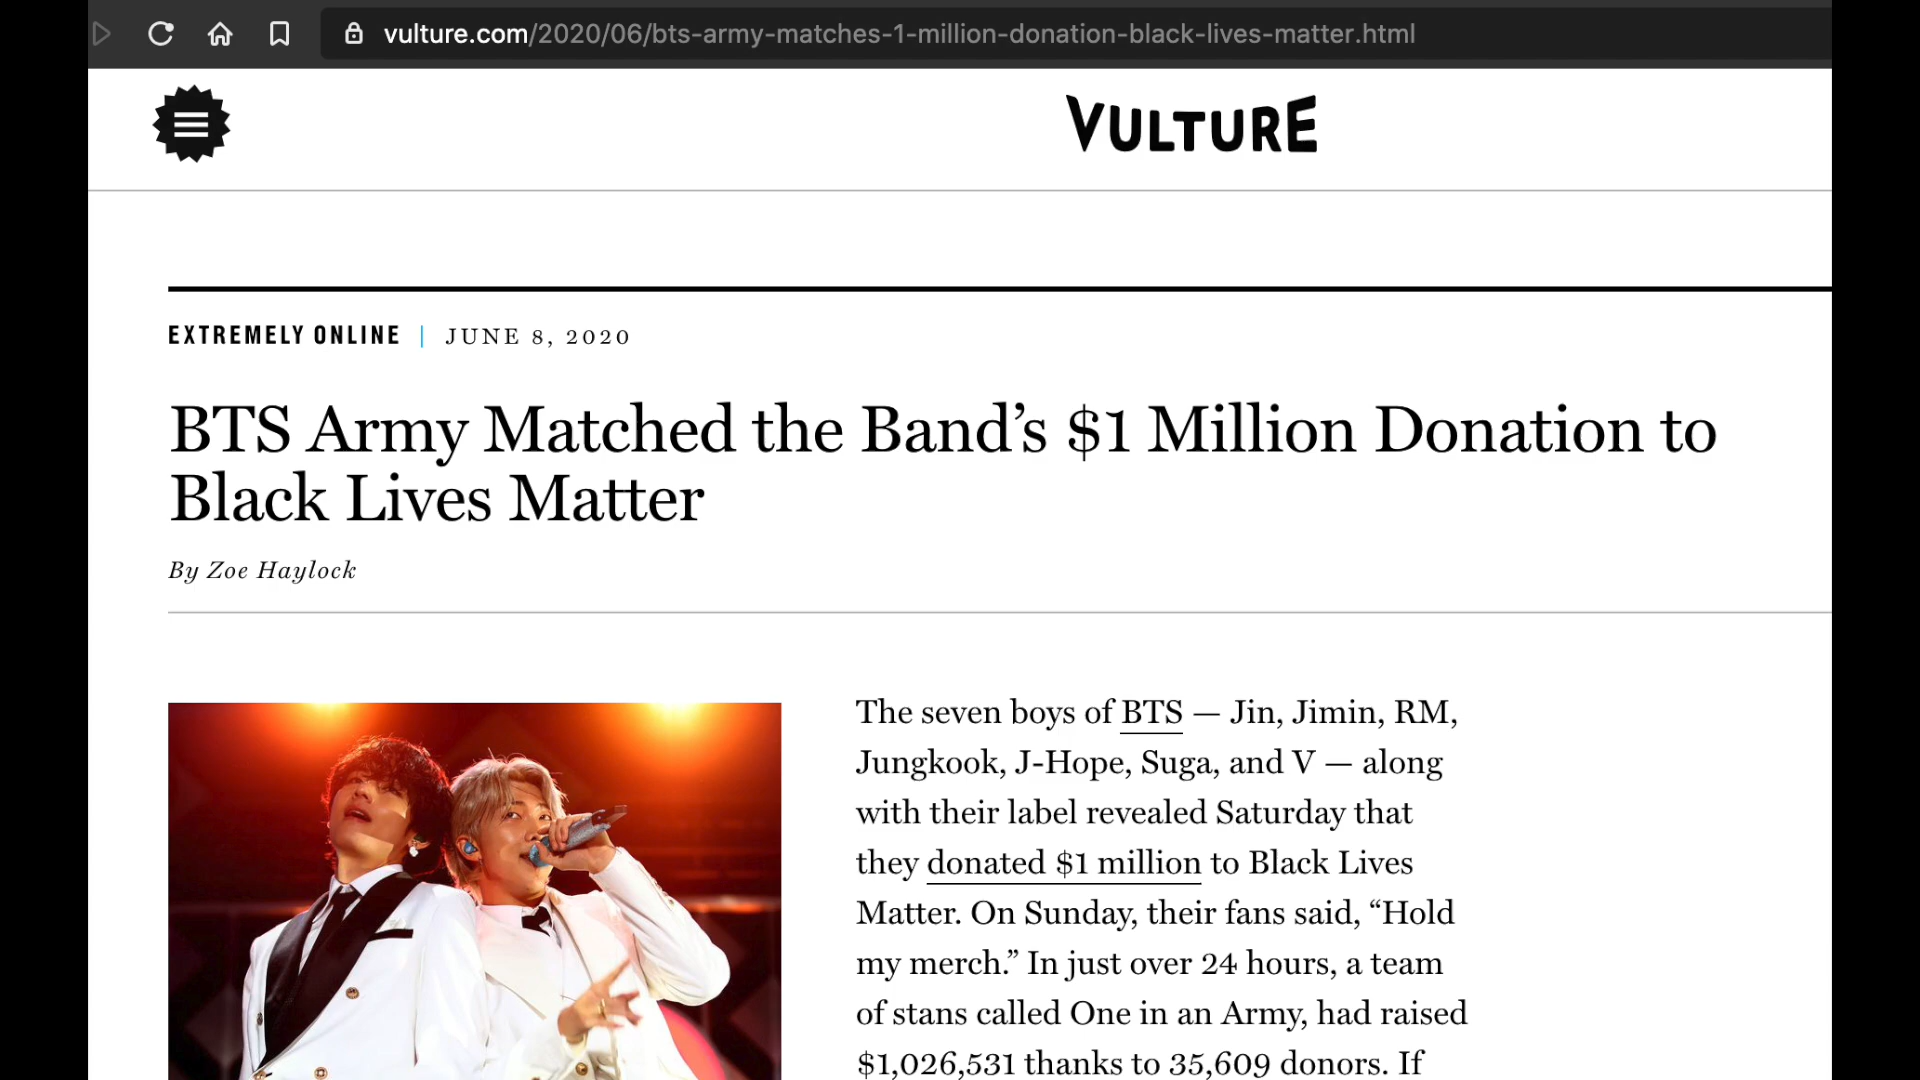 vulture.com/2020/06/bts-army-matches-1-million-donation-black-lives-matter.html
VULTURE
EXTREMELY ONLINE | JUNE 8, 2020
BTS Army Matched the Band’s $1 Million Donation to
Black Lives Matter
By Zoe Haylock
The seven boys of BTS — Jin, Jimin, RM,
Jungkook, J-Hope, Suga, and V — along
with their label revealed Saturday that
they donated $1 million to Black Lives
Matter. On Sunday, their fans said, “Hold
my merch.” In just over 24 hours, a team
of stans called One in an Army, had raised
$1,026,531 thanks to 35,609 donors. If